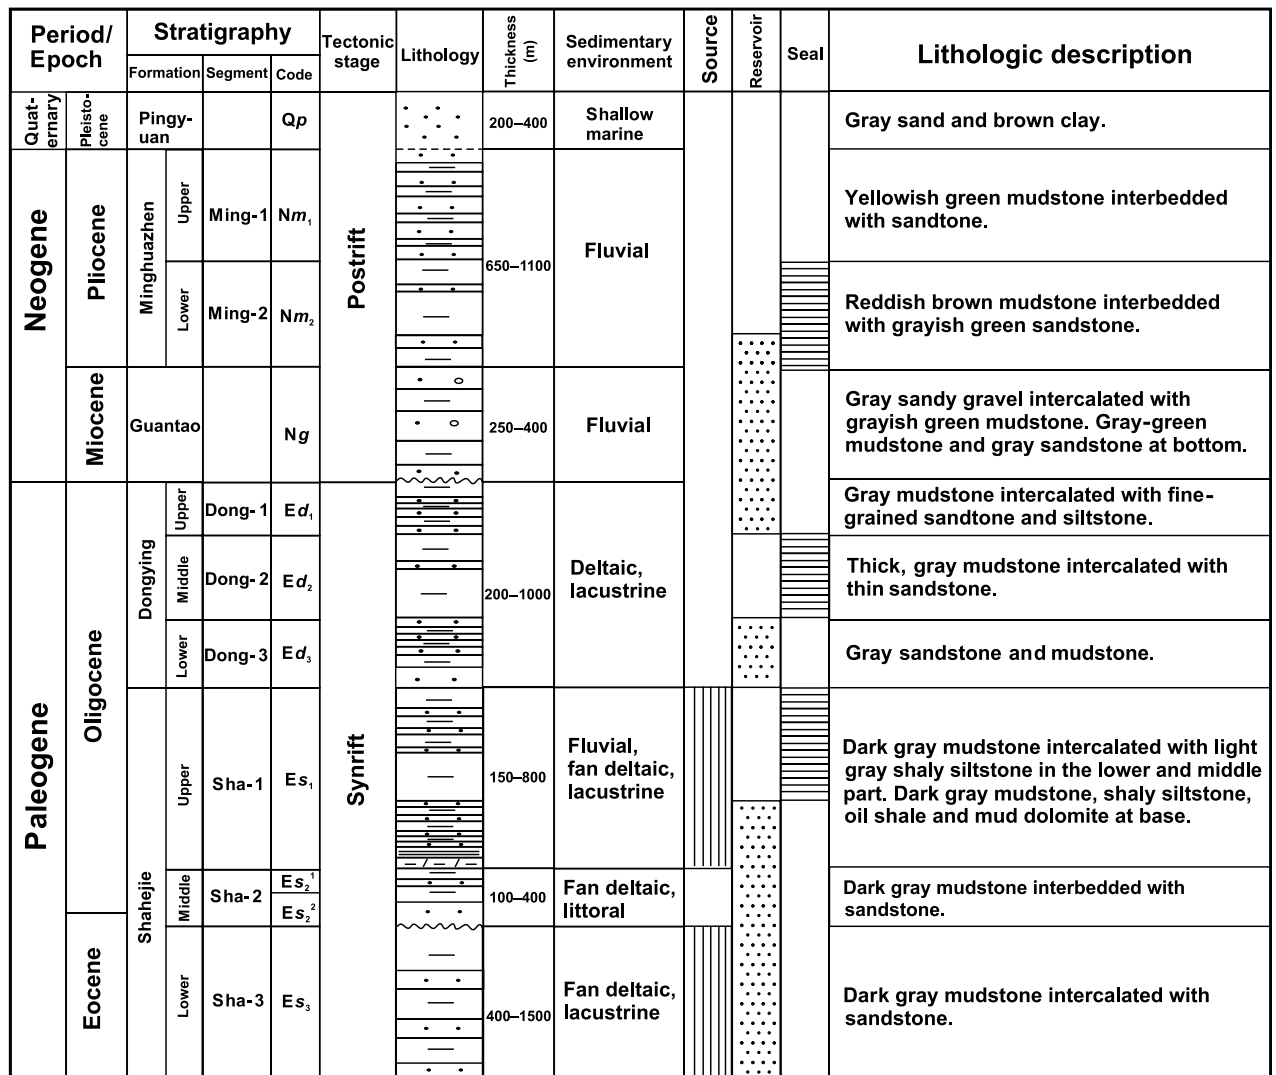 Period/
Epoch
Stratigraphy
Formation
Segment
Code
Tectonic
stage
Lithology
Thickness
(m)
Sedimentary
environment
Source
Reservoir
Seal
Lithologic description
Quat-
ernary
Pleisto-
cene
Pingy-
uan
Qp
Postrift
200–400
Shallow
marine
Gray sand and brown clay.
Neogene
Pliocene
Minghuazhen
Upper
Ming-1
Nm₁
650–1100
Fluvial
Yellowish green mudstone interbedded
with sandtone.
Lower
Ming-2
Nm₂
Reddish brown mudstone interbedded
with grayish green sandstone.
Miocene
Guantao
Ng
250–400
Fluvial
Gray sandy gravel intercalated with
grayish green mudstone. Gray-green
mudstone and gray sandstone at bottom.
Paleogene
Oligocene
Dongying
Upper
Dong-1
Ed₁
Synrift
200–1000
Deltaic,
lacustrine
Gray mudstone intercalated with fine-
grained sandtone and siltstone.
Middle
Dong-2
Ed₂
Thick, gray mudstone intercalated with
thin sandstone.
Lower
Dong-3
Ed₃
Gray sandstone and mudstone.
Shahejie
Upper
Sha-1
Es₁
150–800
Fluvial,
fan deltaic,
lacustrine
Dark gray mudstone intercalated with light
gray shaly siltstone in the lower and middle
part. Dark gray mudstone, shaly siltstone,
oil shale and mud dolomite at base.
Middle
Sha-2
Es₂¹
Es₂²
100–400
Fan deltaic,
littoral
Dark gray mudstone interbedded with
sandstone.
Eocene
Lower
Sha-3
Es₃
400–1500
Fan deltaic,
lacustrine
Dark gray mudstone intercalated with
sandstone.